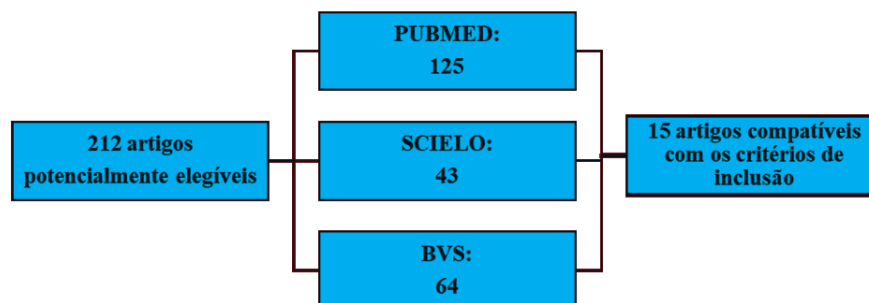 212 artigos
potencialmente elegíveis
PUBMED:
125
SCIELO:
43
BVS:
64
15 artigos compatíveis
com os critérios de
inclusão